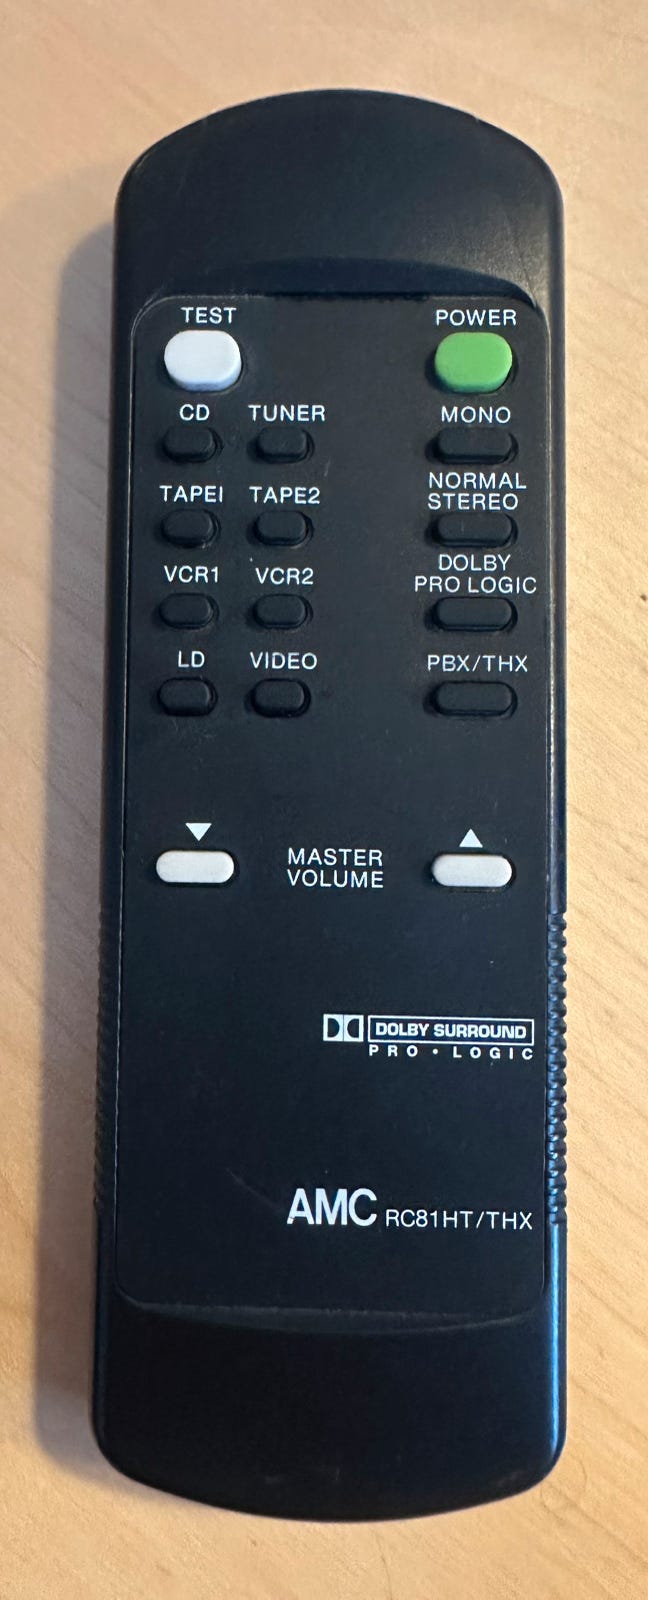 TEST POWER
CD TUNER MONO
NORMAL
STEREO
TAPE1 TAPE2
DOLBY
PRO LOGIC
VCR1 VCR2
LD VIDEO PBX/THX
▼ ▲
MASTER
VOLUME
DOLBY SURROUND
PRO • LOGIC
AMC RC81HT/THX